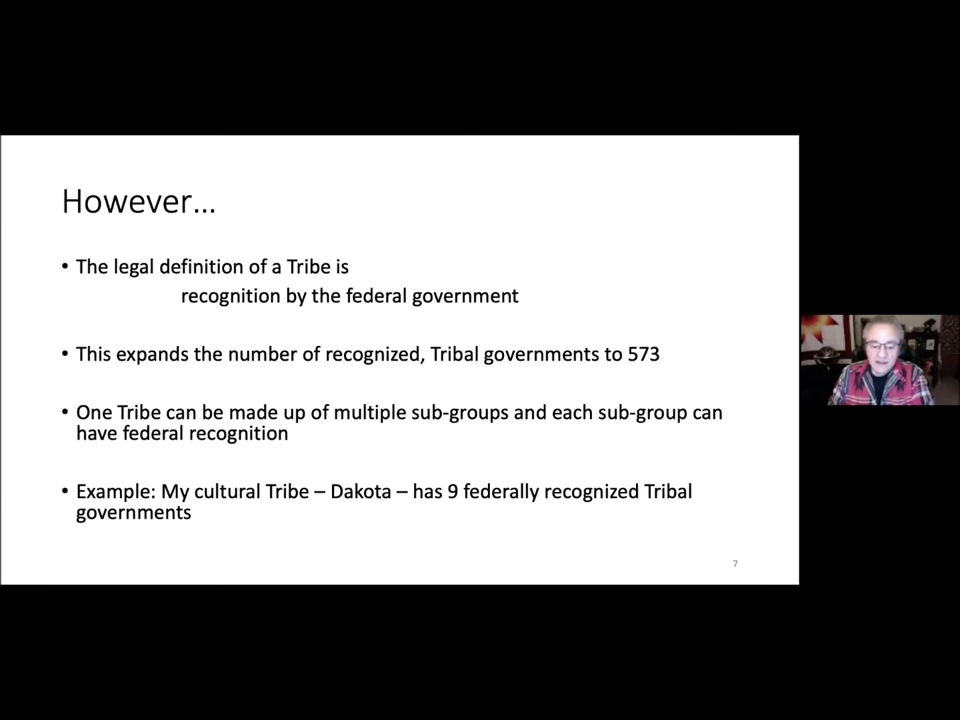 However...
• The legal definition of a Tribe is
recognition by the federal government
• This expands the number of recognized, Tribal governments to 573
• One Tribe can be made up of multiple sub-groups and each sub-group can
have federal recognition
• Example: My cultural Tribe – Dakota – has 9 federally recognized Tribal
governments
7